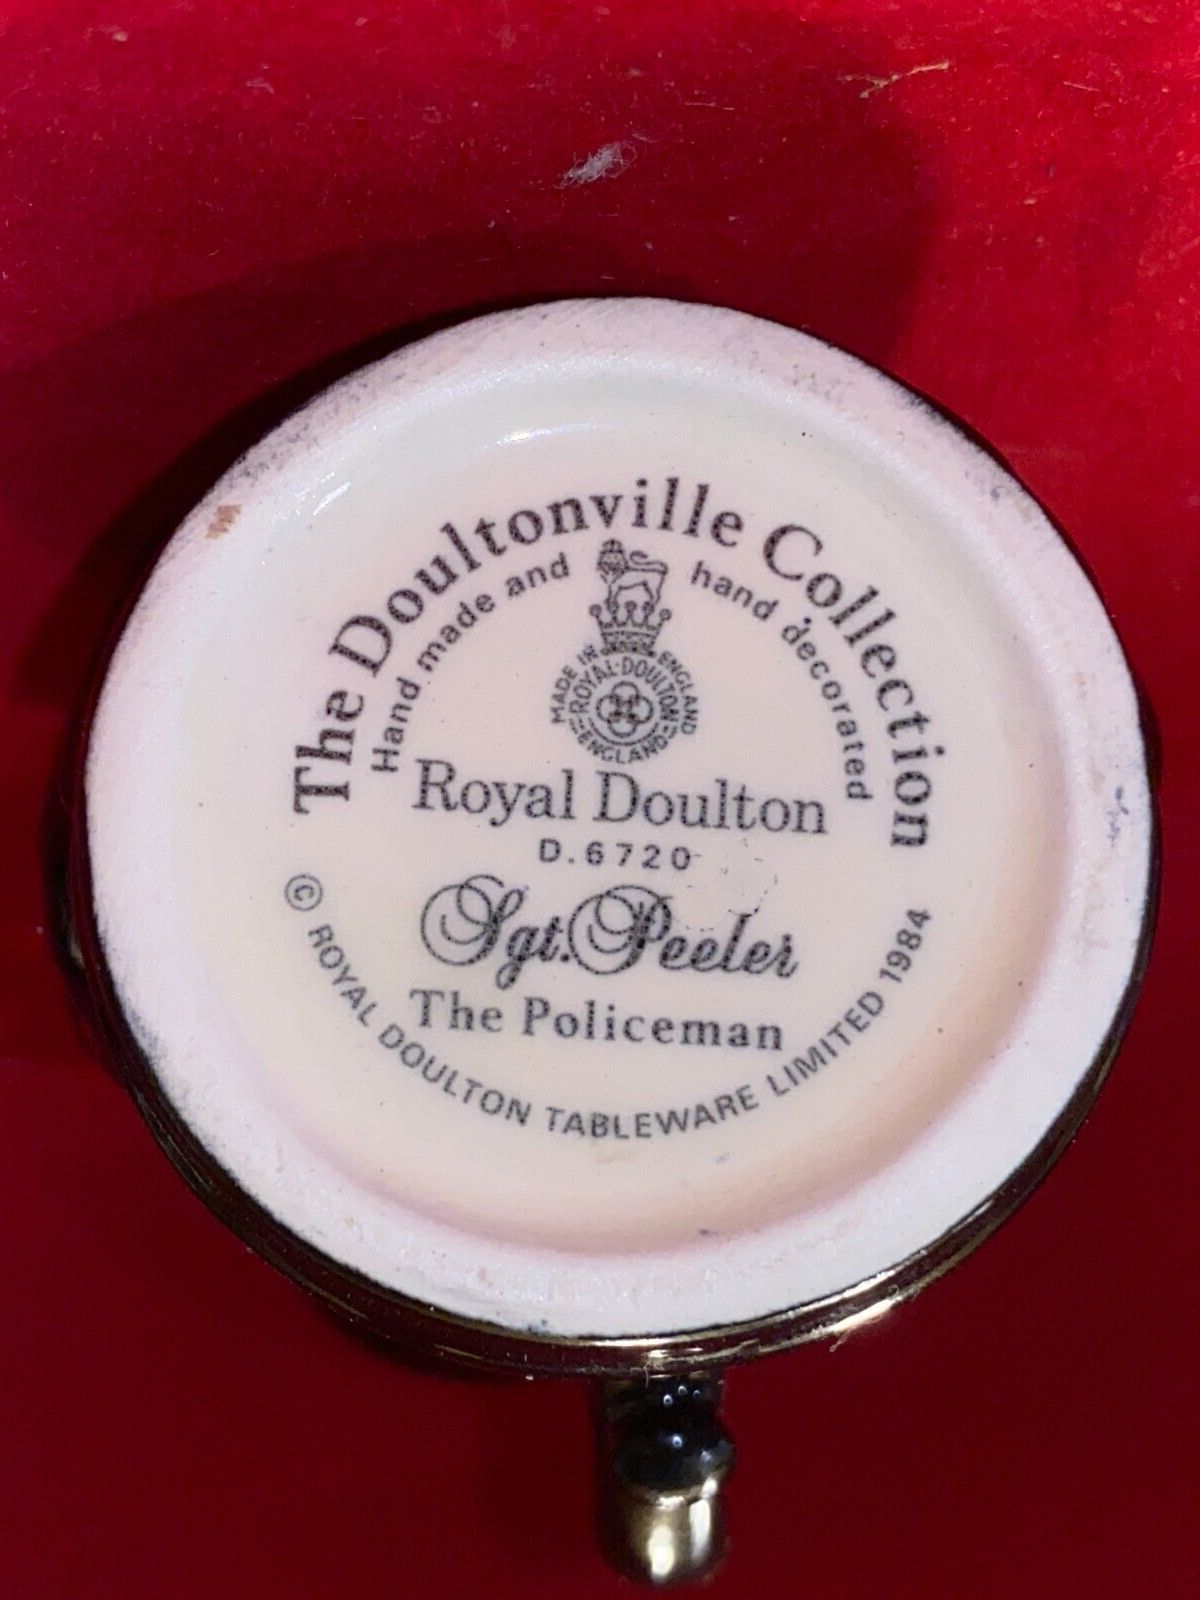 The Doultonville Collection
Hand made and hand decorated
MADE IN ENGLAND
ROYAL·DOULTON
ENGLAND
Royal Doulton
D.6720
Sgt. Peeler
The Policeman
© ROYAL DOULTON TABLEWARE LIMITED 1984